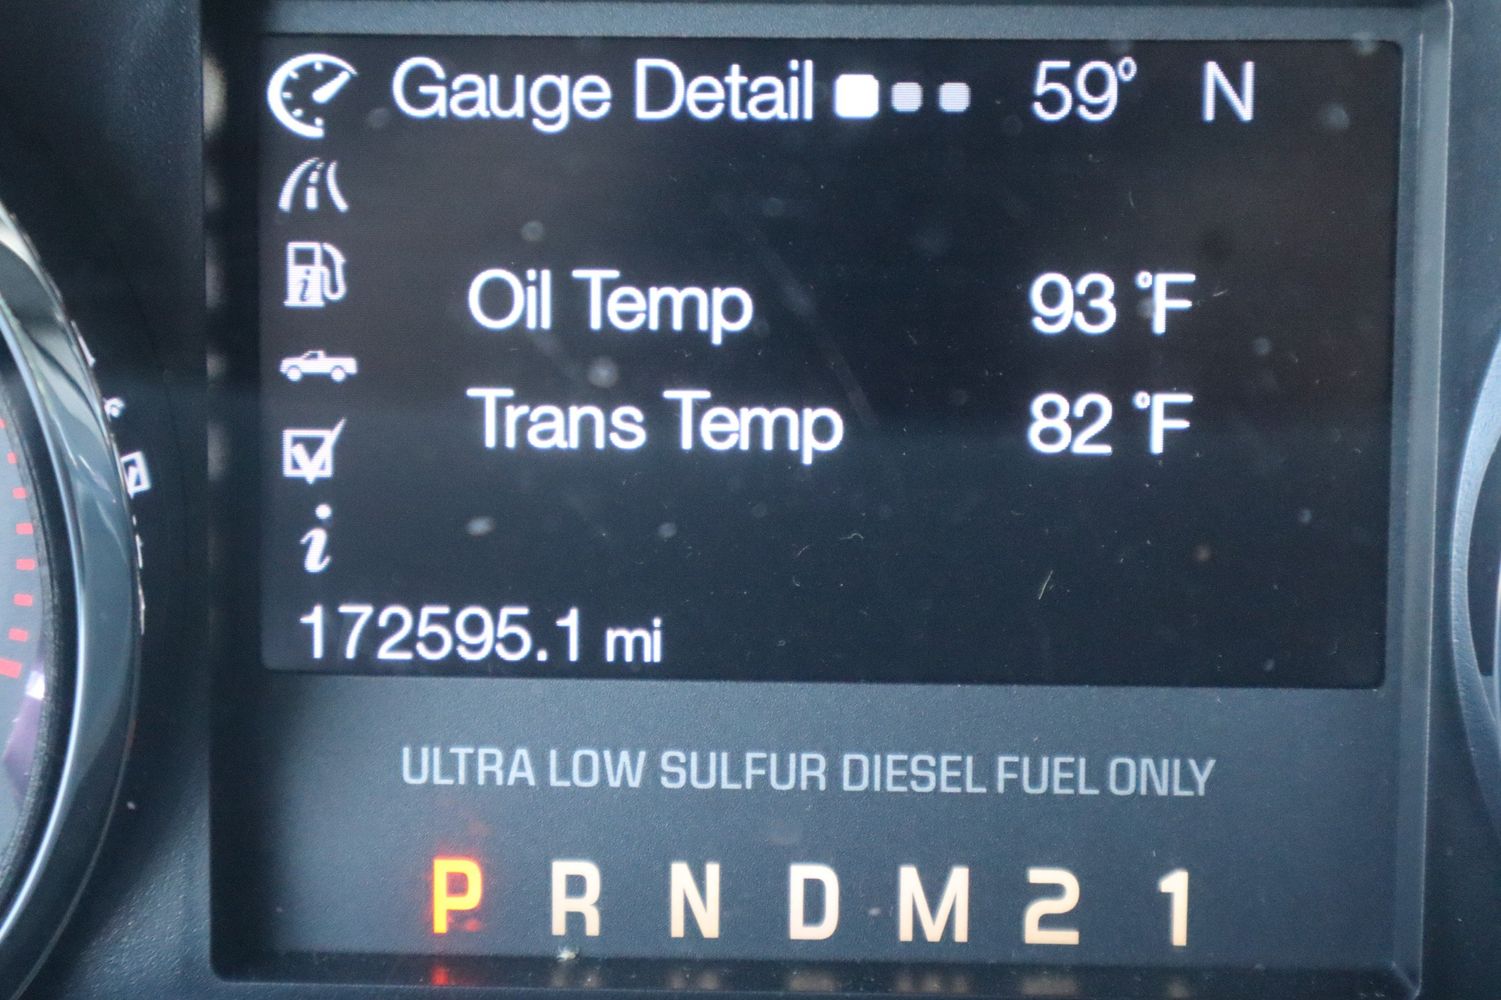 Gauge Detail 59° N
Oil Temp 93 °F
Trans Temp 82 °F
i
172595.1 mi
ULTRA LOW SULFUR DIESEL FUEL ONLY
P R N D M 2 1